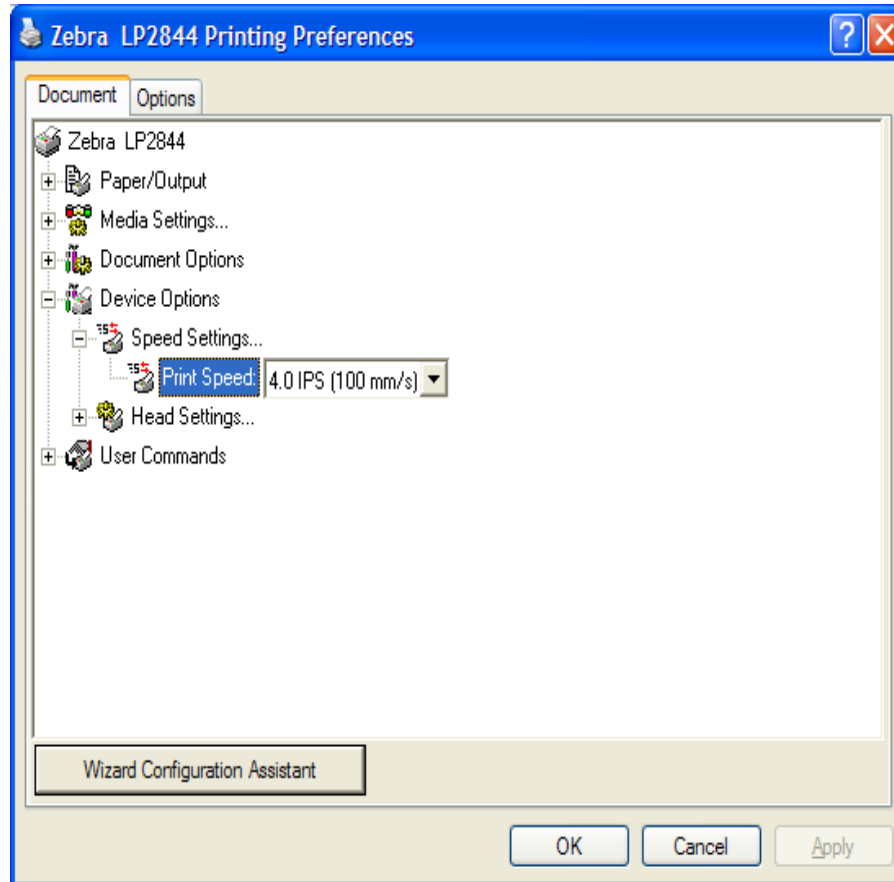 Zebra LP2844 Printing Preferences
Document Options
Zebra LP2844
Paper/Output
Media Settings...
Document Options
Device Options
Speed Settings...
Print Speed: 4.0 IPS (100 mm/s)
Head Settings...
User Commands
Wizard Configuration Assistant
OK Cancel Apply